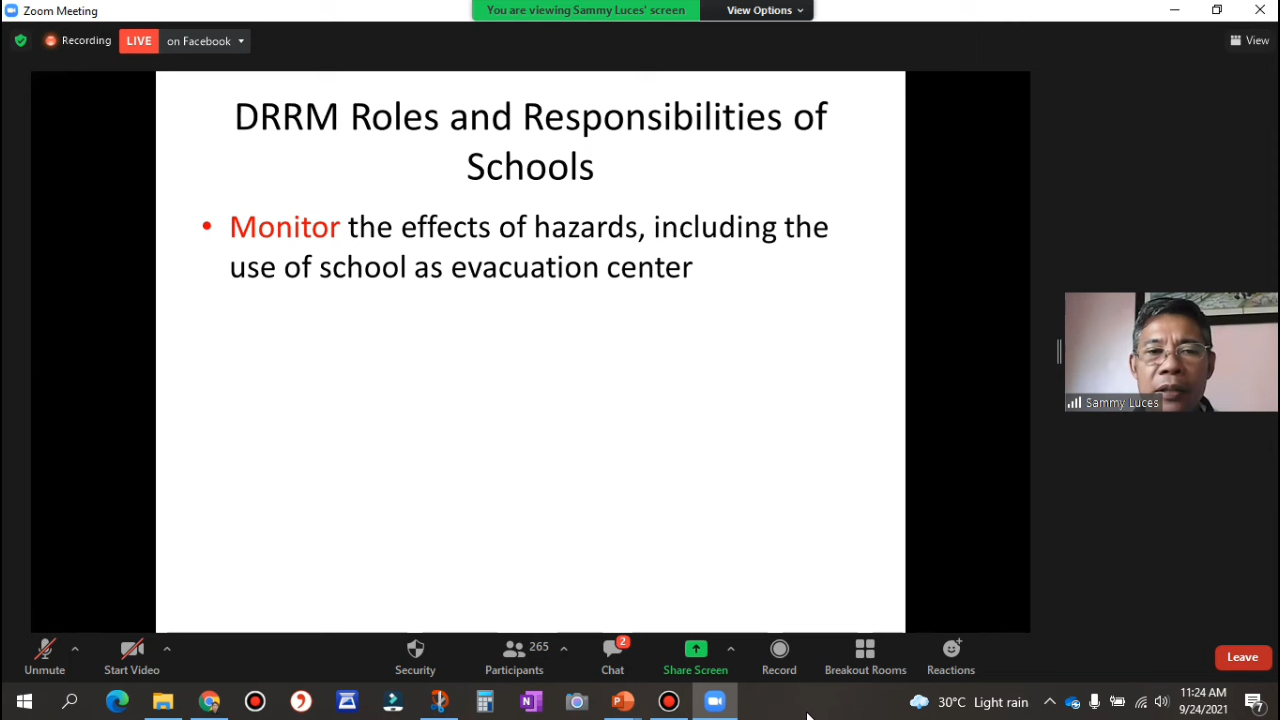 Zoom Meeting
You are viewing Sammy Luces' screen
View Options
Recording
LIVE
on Facebook
View
DRRM Roles and Responsibilities of
Schools
• Monitor the effects of hazards, including the
use of school as evacuation center
Sammy Luces
Unmute
Start Video
Security
265
Participants
2
Chat
Share Screen
Record
Breakout Rooms
Reactions
Leave
30°C Light rain
11:24 AM
9/24/2021
7